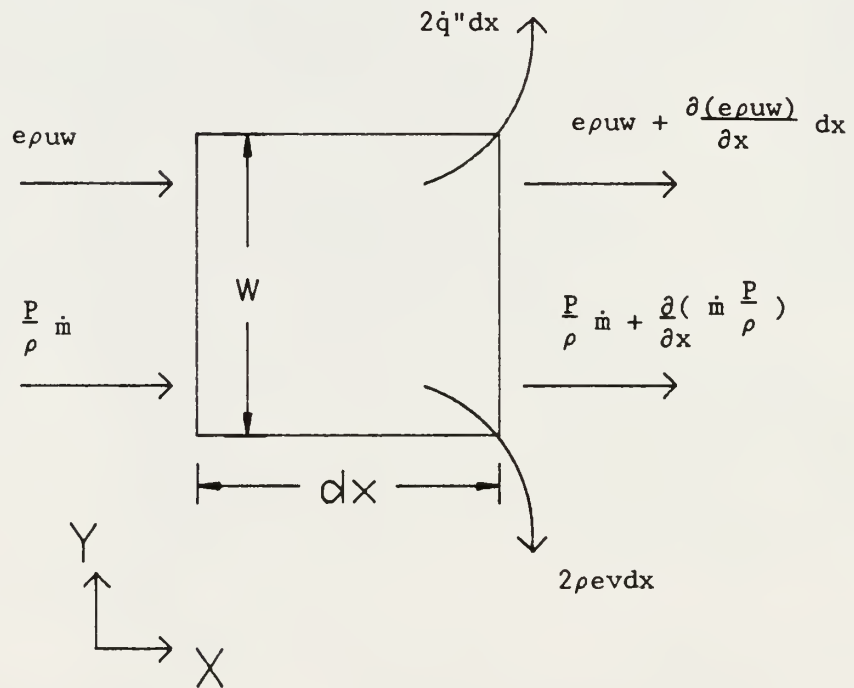 2q̇"dx
eρuw
eρuw + ∂(eρuw)/∂x dx
W
P/ρ ṁ
P/ρ ṁ + ∂/∂x( ṁ P/ρ )
dx
Y
2ρevdx
X